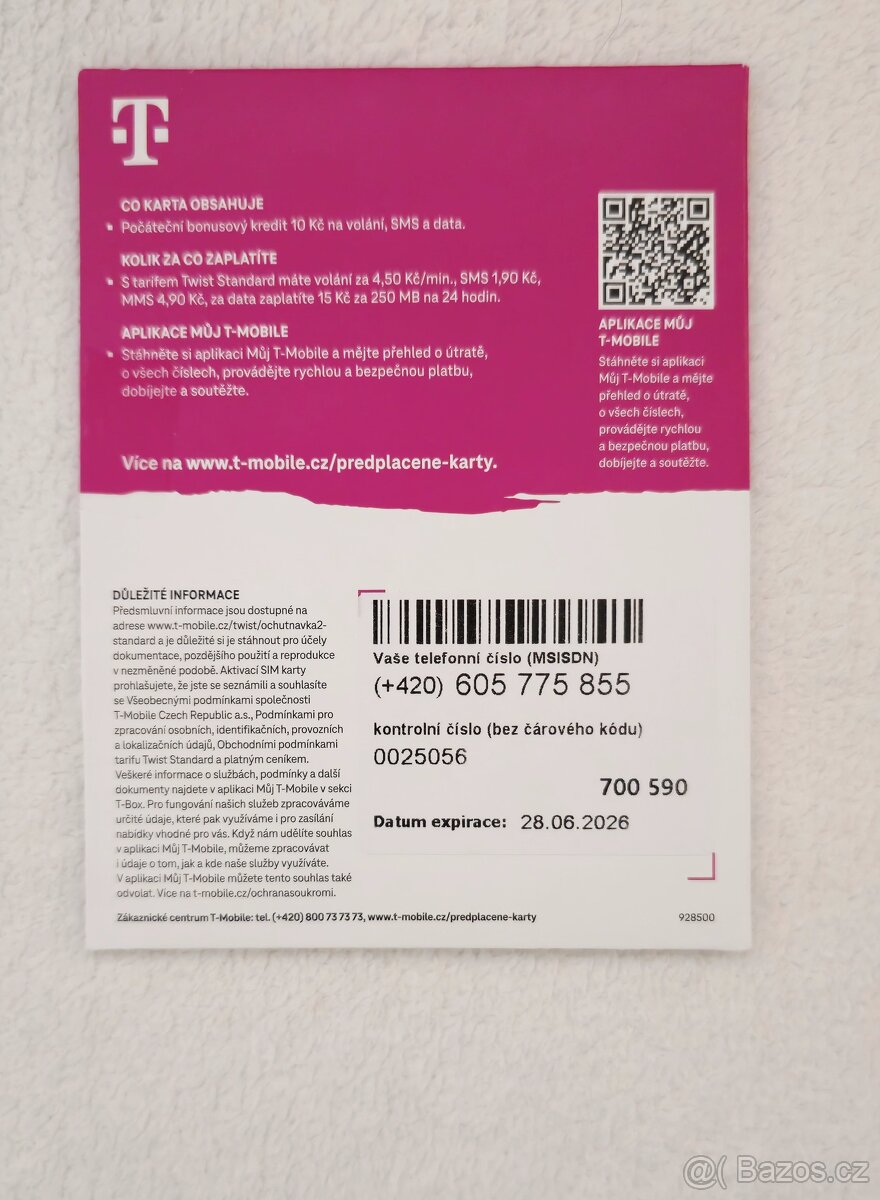 T
CO KARTA OBSAHUJE
• Počáteční bonusový kredit 10 Kč na volání, SMS a data.
KOLIK ZA CO ZAPLATÍTE
• S tarifem Twist Standard máte volání za 4,50 Kč/min., SMS 1,90 Kč,
MMS 4,90 Kč, za data zaplatíte 15 Kč za 250 MB na 24 hodin.
APLIKACE MŮJ T-MOBILE
• Stáhněte si aplikaci Můj T-Mobile a mějte přehled o útratě,
o všech číslech, provádějte rychlou a bezpečnou platbu,
dobíjejte a soutěžte.
Více na www.t-mobile.cz/predplacene-karty.
APLIKACE MŮJ
T-MOBILE
Stáhněte si aplikaci
Můj T-Mobile a mějte
přehled o útratě,
o všech číslech,
provádějte rychlou
a bezpečnou platbu,
dobíjejte a soutěžte.
DŮLEŽITÉ INFORMACE
Předsmluvní informace jsou dostupné na
adrese www.t-mobile.cz/twist/ochutnavka2-
standard a je důležité si je stáhnout pro účely
dokumentace, pozdějšího použití a reprodukce
v nezměněné podobě. Aktivací SIM karty
prohlašujete, že jste se seznámili a souhlasíte
se Všeobecnými podmínkami společnosti
T-Mobile Czech Republic a.s., Podmínkami pro
zpracování osobních, identifikačních, provozních
a lokalizačních údajů, Obchodními podmínkami
tarifu Twist Standard a platným ceníkem.
Veškeré informace o službách, podmínky a další
dokumenty najdete v aplikaci Můj T-Mobile v sekci
T-Box. Pro fungování našich služeb zpracováváme
určité údaje, které pak využíváme i pro zasílání
nabídky vhodné pro vás. Když nám udělíte souhlas
v aplikaci Můj T-Mobile, můžeme zpracovávat
i údaje o tom, jak a kde naše služby využíváte.
V aplikaci Můj T-Mobile můžete tento souhlas také
odvolat. Více na t-mobile.cz/ochranasoukromi.
Vaše telefonní číslo (MSISDN)
(+420) 605 775 855
kontrolní číslo (bez čárového kódu)
0025056
700 590
Datum expirace: 28.06.2026
Zákaznické centrum T-Mobile: tel. (+420) 800 73 73 73, www.t-mobile.cz/predplacene-karty
928500
@( Bazos.cz